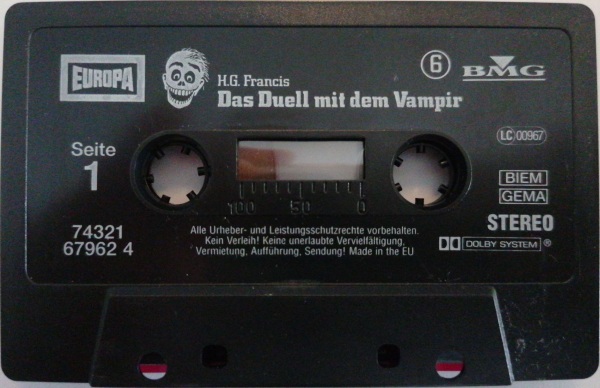 EUROPA
H.G. Francis
Das Duell mit dem Vampir
6
BMG
Seite
1
LC 00967
BIEM
GEMA
100 50 0
74321
67962 4
STEREO
DOLBY SYSTEM ®
Alle Urheber- und Leistungsschutzrechte vorbehalten.
Kein Verleih! Keine unerlaubte Vervielfältigung,
Vermietung, Aufführung, Sendung! Made in the EU